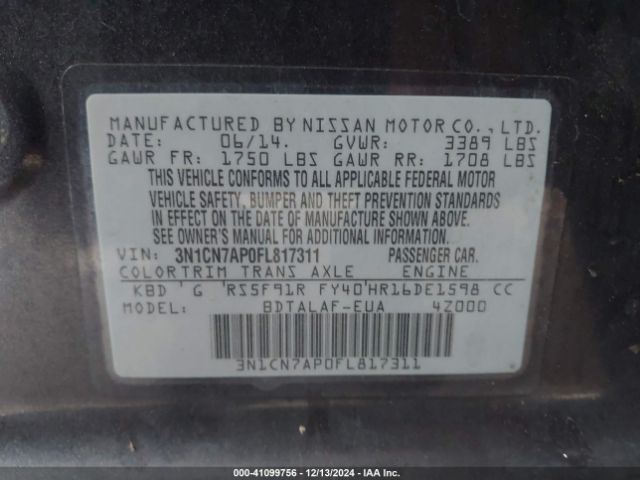 MANUFACTURED BY NISSAN MOTOR CO., LTD.
DATE: 06/14. GVWR: 3389 LBS
GAWR FR: 1750 LBS GAWR RR: 1708 LBS
THIS VEHICLE CONFORMS TO ALL APPLICABLE FEDERAL MOTOR
VEHICLE SAFETY, BUMPER AND THEFT PREVENTION STANDARDS
IN EFFECT ON THE DATE OF MANUFACTURE SHOWN ABOVE.
SEE OWNER'S MANUAL FOR ADDITIONAL INFORMATION
VIN: 3N1CN7AP0FL817311 PASSENGER CAR.
COLORTRIM TRANS AXLE ENGINE
KBD ' G 'RS5F91R FY40'HR16DE1598 CC
MODEL: BDTALAF-EUA 4Z000
3N1CN7AP0FL817311
000-41099756 | 12/13/2024 | IAA Inc.